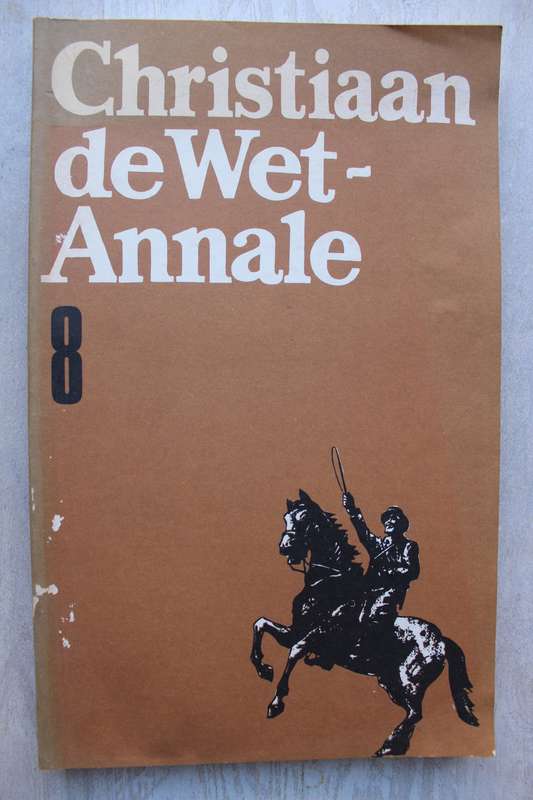 Christiaan
de Wet-
Annale
8